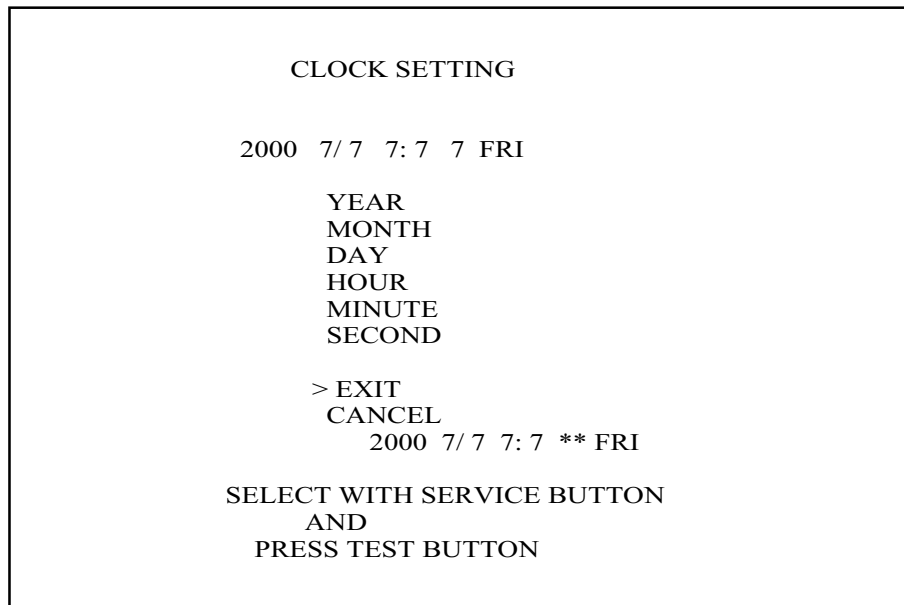 CLOCK SETTING
2000 7/ 7 7: 7 7 FRI
YEAR
MONTH
DAY
HOUR
MINUTE
SECOND
> EXIT
CANCEL
2000 7/ 7 7: 7 ** FRI
SELECT WITH SERVICE BUTTON
AND
PRESS TEST BUTTON